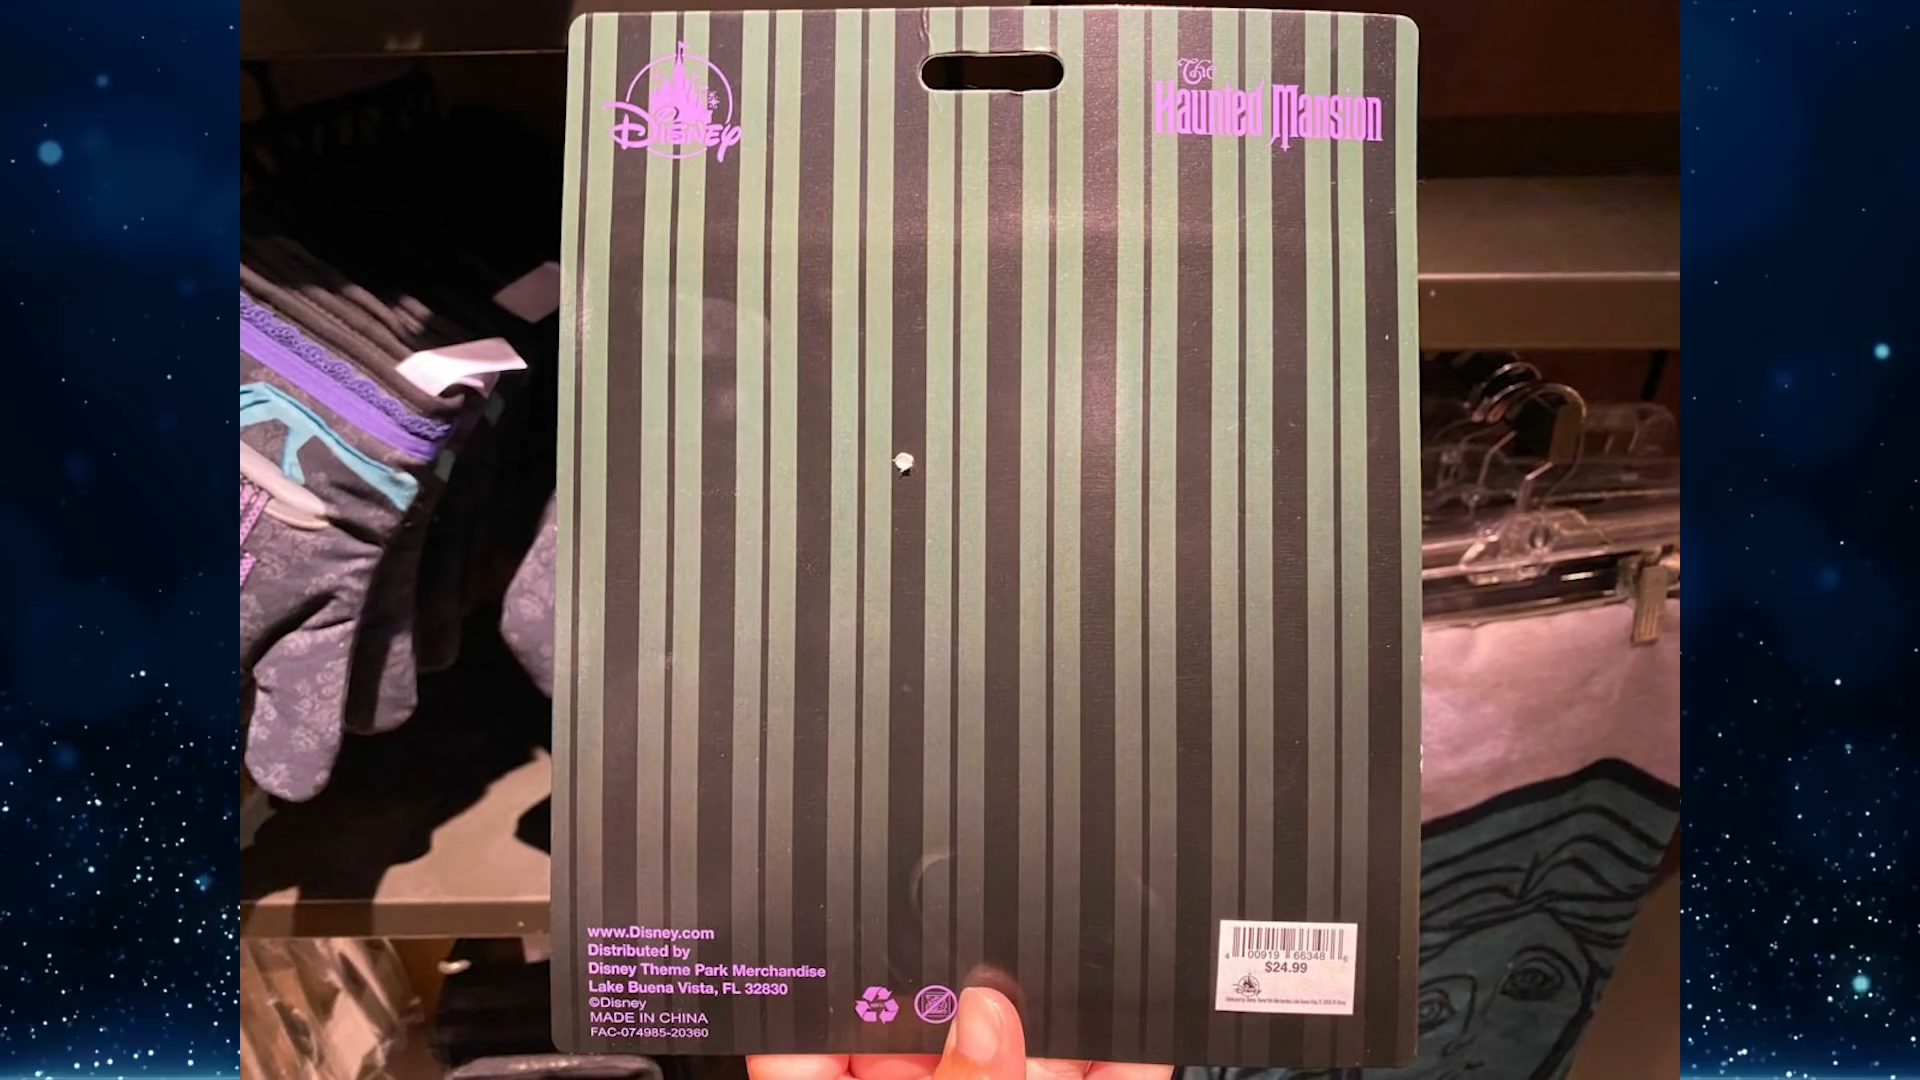 Disney
The
Haunted Mansion
www.Disney.com
Distributed by
Disney Theme Park Merchandise
Lake Buena Vista, FL 32830
©Disney
MADE IN CHINA
FAC-074985-20360
4 00919 66348 6
$24.99
Disney